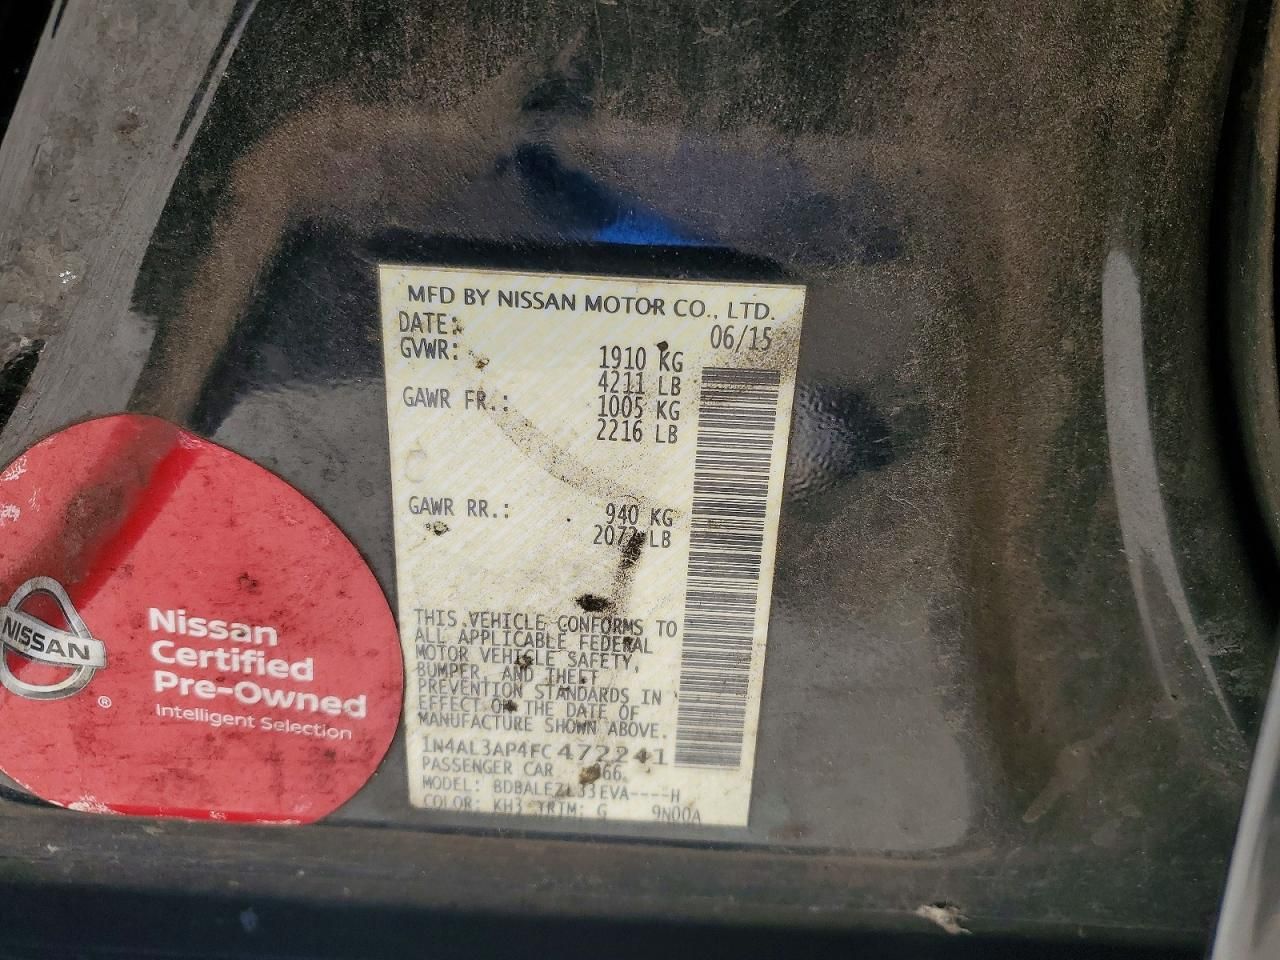 MFD BY NISSAN MOTOR CO., LTD.
DATE: 06/15
GVWR: 1910 KG
4211 LB
GAWR FR.: 1005 KG
2216 LB
GAWR RR.: 940 KG
2072 LB
THIS VEHICLE CONFORMS TO
ALL APPLICABLE FEDERAL
MOTOR VEHICLE SAFETY,
BUMPER, AND THEFT
PREVENTION STANDARDS IN
EFFECT ON THE DATE OF
MANUFACTURE SHOWN ABOVE.
1N4AL3AP4FC472241
PASSENGER CAR
MODEL: BDBALEZL33EVA----H
COLOR: KH3 TRIM: G 9N00A
NISSAN
®
Nissan
Certified
Pre-Owned
Intelligent Selection